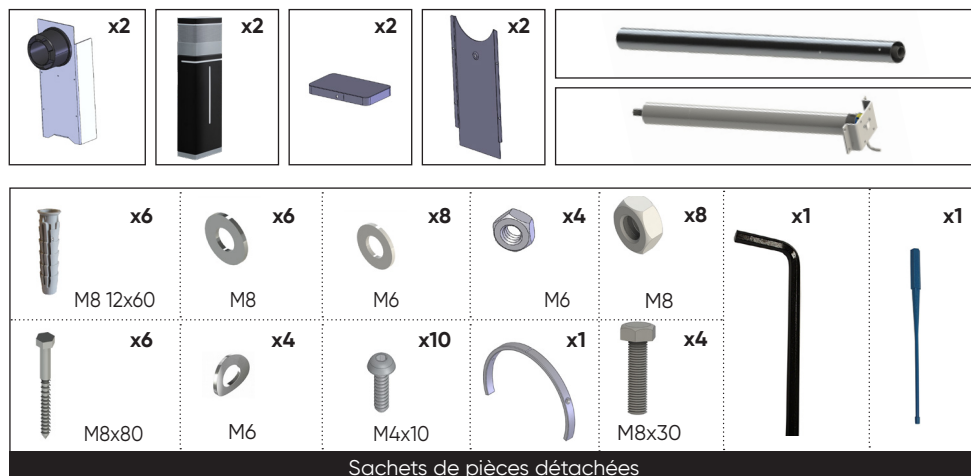 x2
x2
x2
x2
x6
x6
x8
x4
x8
x1
x1
M8 12x60
M8
M6
M6
M8
x6
x4
x10
x1
x4
M8x80
M6
M4x10
M8x30
Sachets de pièces détachées